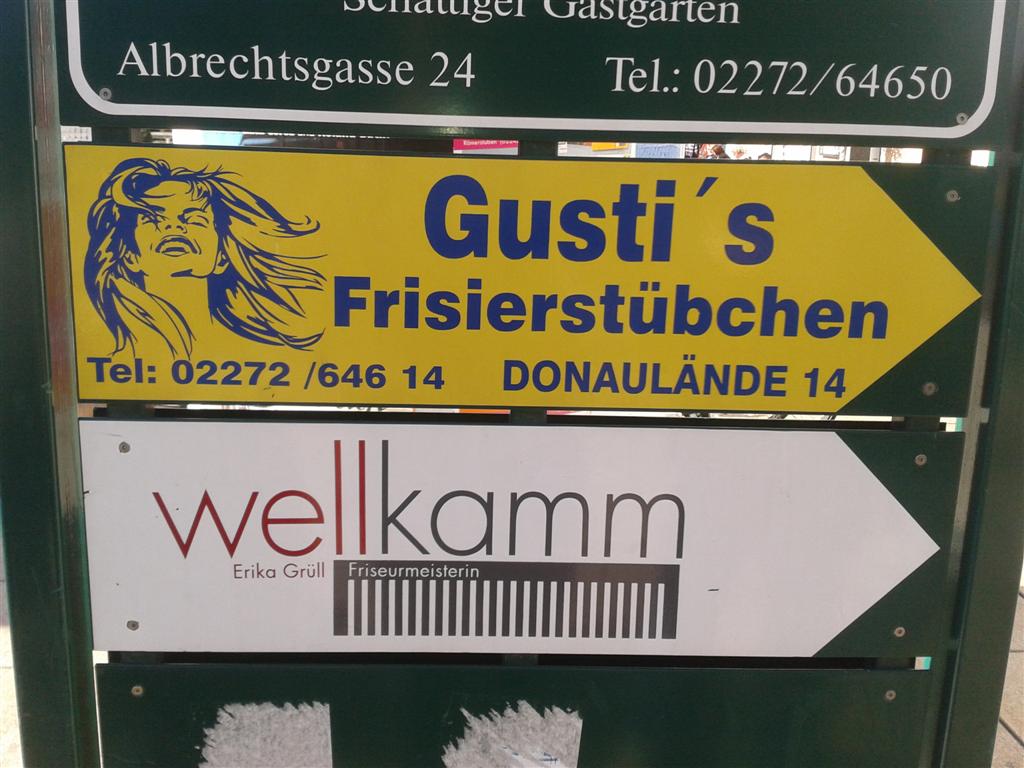 Schattiger Gastgarten
Albrechtsgasse 24
Tel.: 02272/64650
Gusti´s
Frisierstübchen
Tel: 02272 /646 14
DONAULÄNDE 14
wellkamm
Erika Grüll
Friseurmeisterin